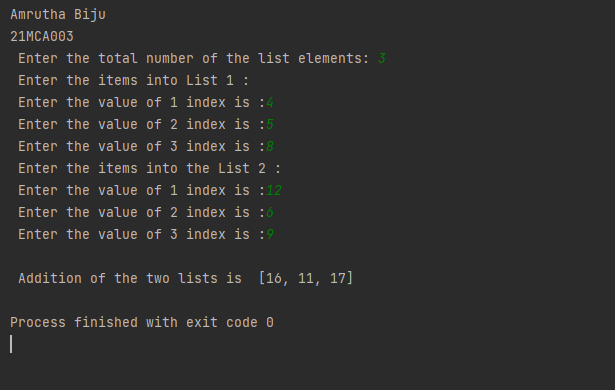 Amrutha Biju
21MCA003
Enter the total number of the list elements: 3
Enter the items into List 1 :
Enter the value of 1 index is :4
Enter the value of 2 index is :5
Enter the value of 3 index is :8
Enter the items into the List 2 :
Enter the value of 1 index is :12
Enter the value of 2 index is :6
Enter the value of 3 index is :9
Addition of the two lists is  [16, 11, 17]
Process finished with exit code 0